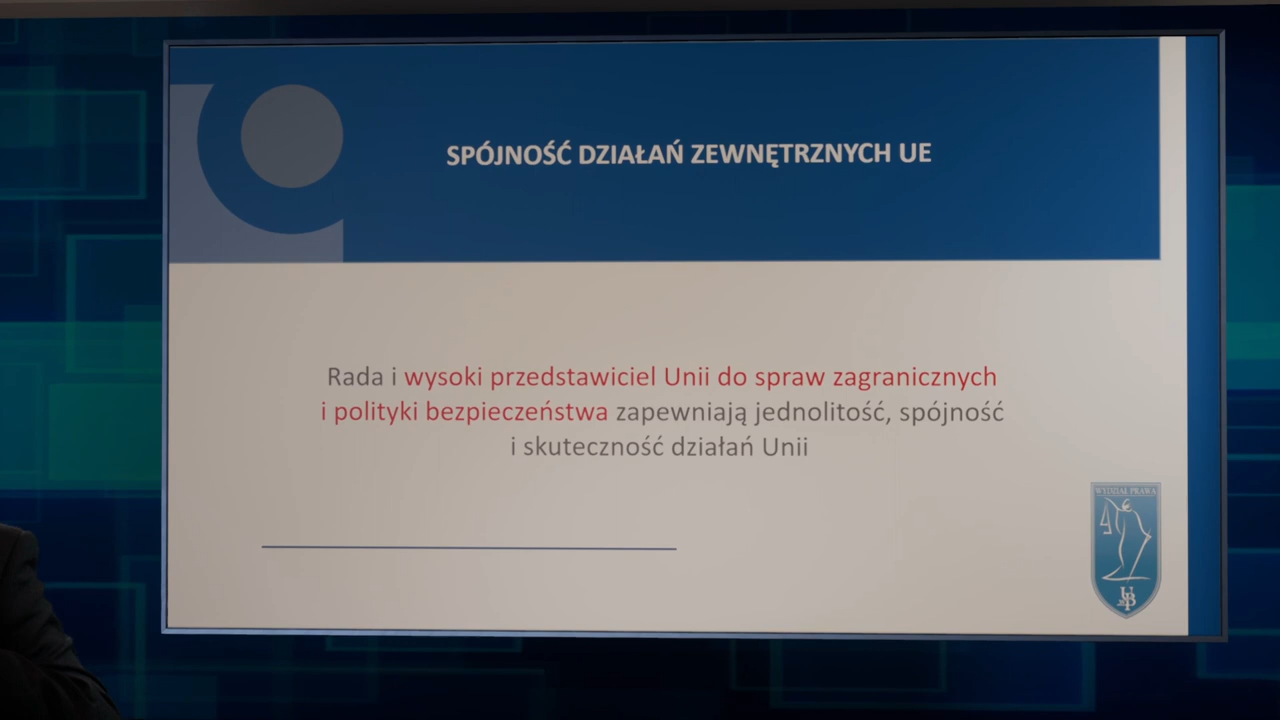 SPÓJNOŚĆ DZIAŁAŃ ZEWNĘTRZNYCH UE
Rada i wysoki przedstawiciel Unii do spraw zagranicznych
i polityki bezpieczeństwa zapewniają jednolitość, spójność
i skuteczność działań Unii
WYDZIAŁ PRAWA
UwB